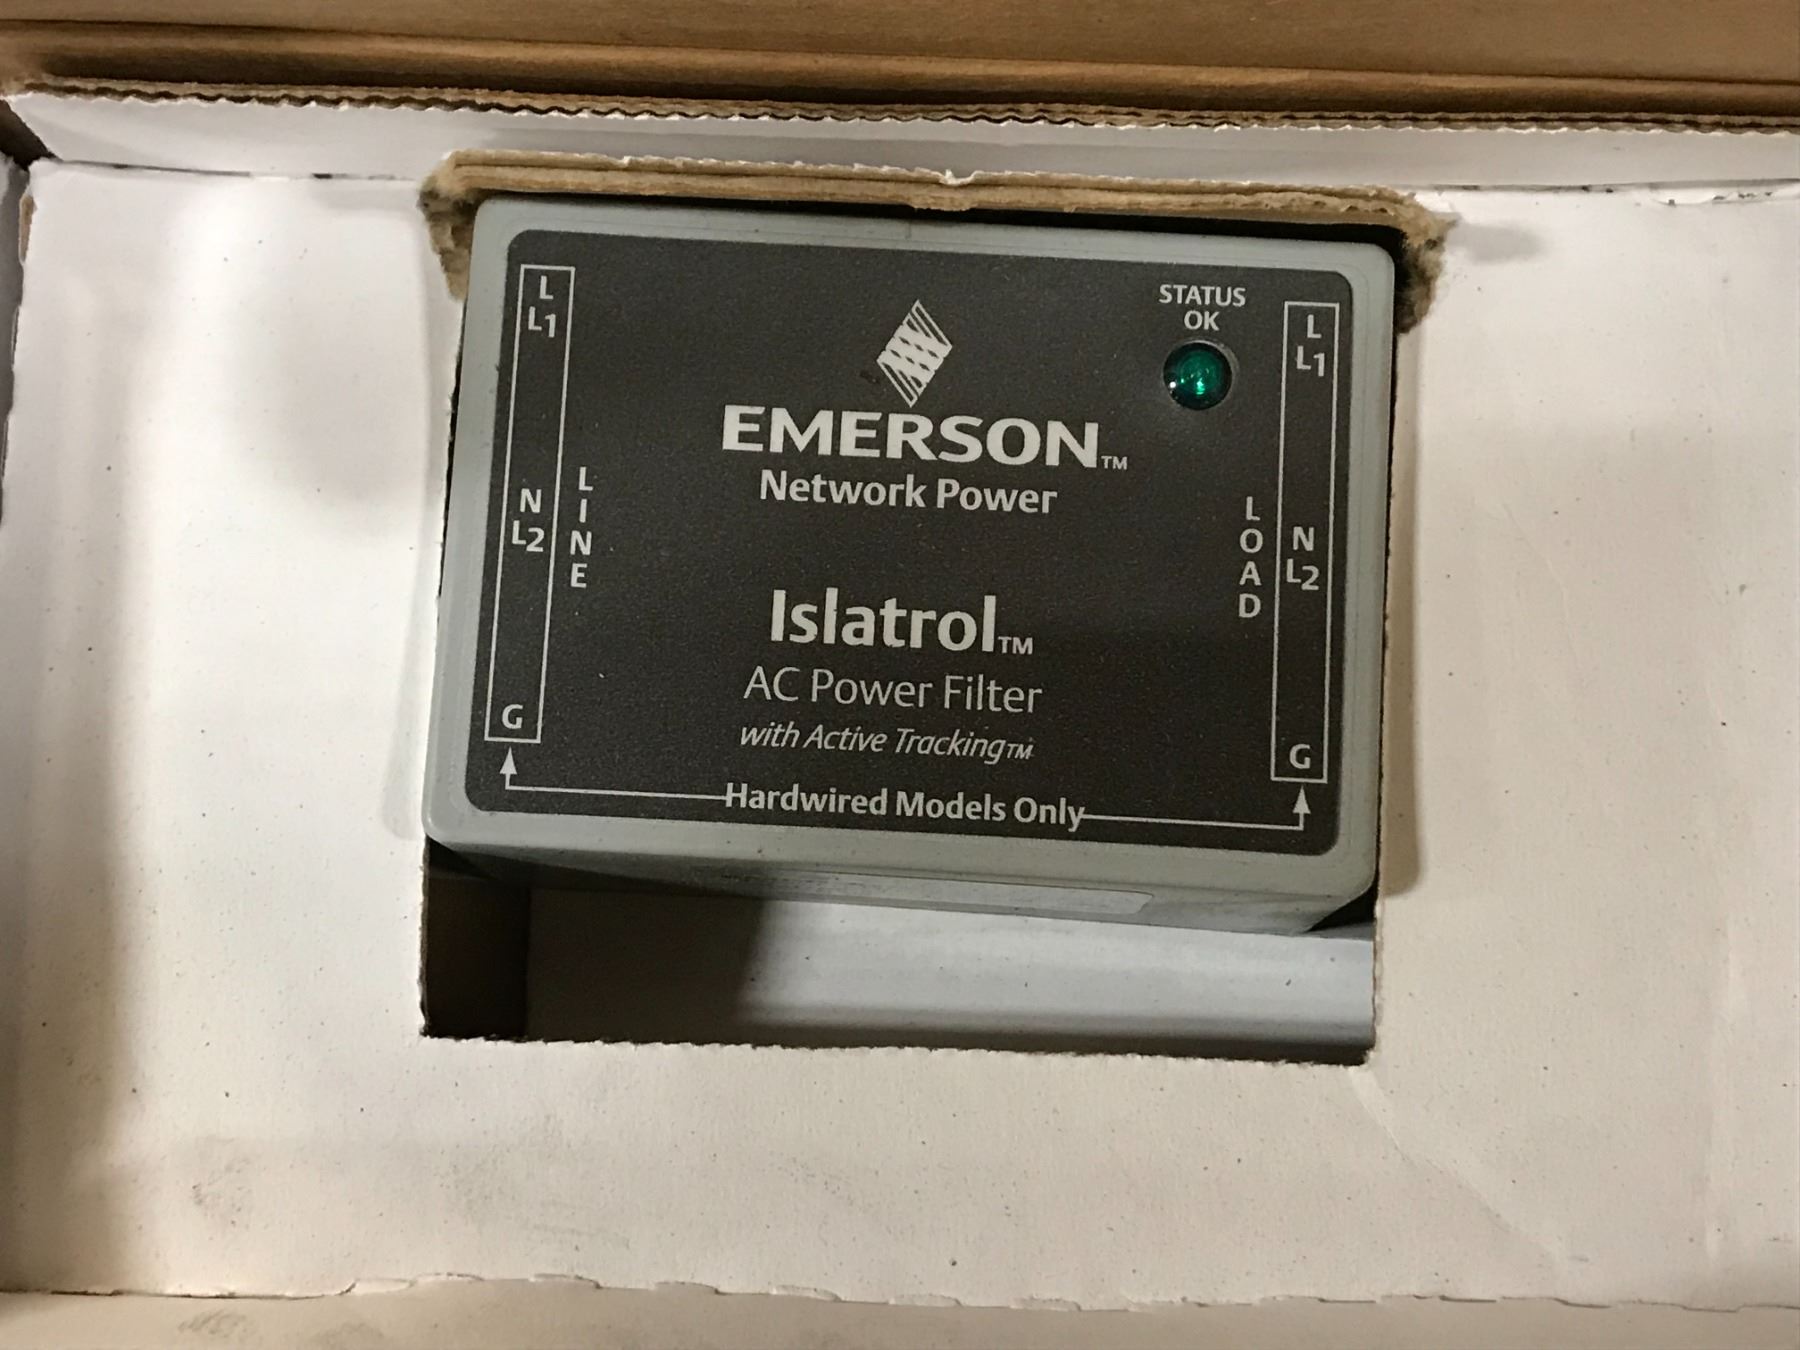 L
L1
N
L2
G
LINE
EMERSON™
Network Power
Islatrol™
AC Power Filter
with Active Tracking™
Hardwired Models Only
STATUS
OK
LOAD
L
L1
N
L2
G